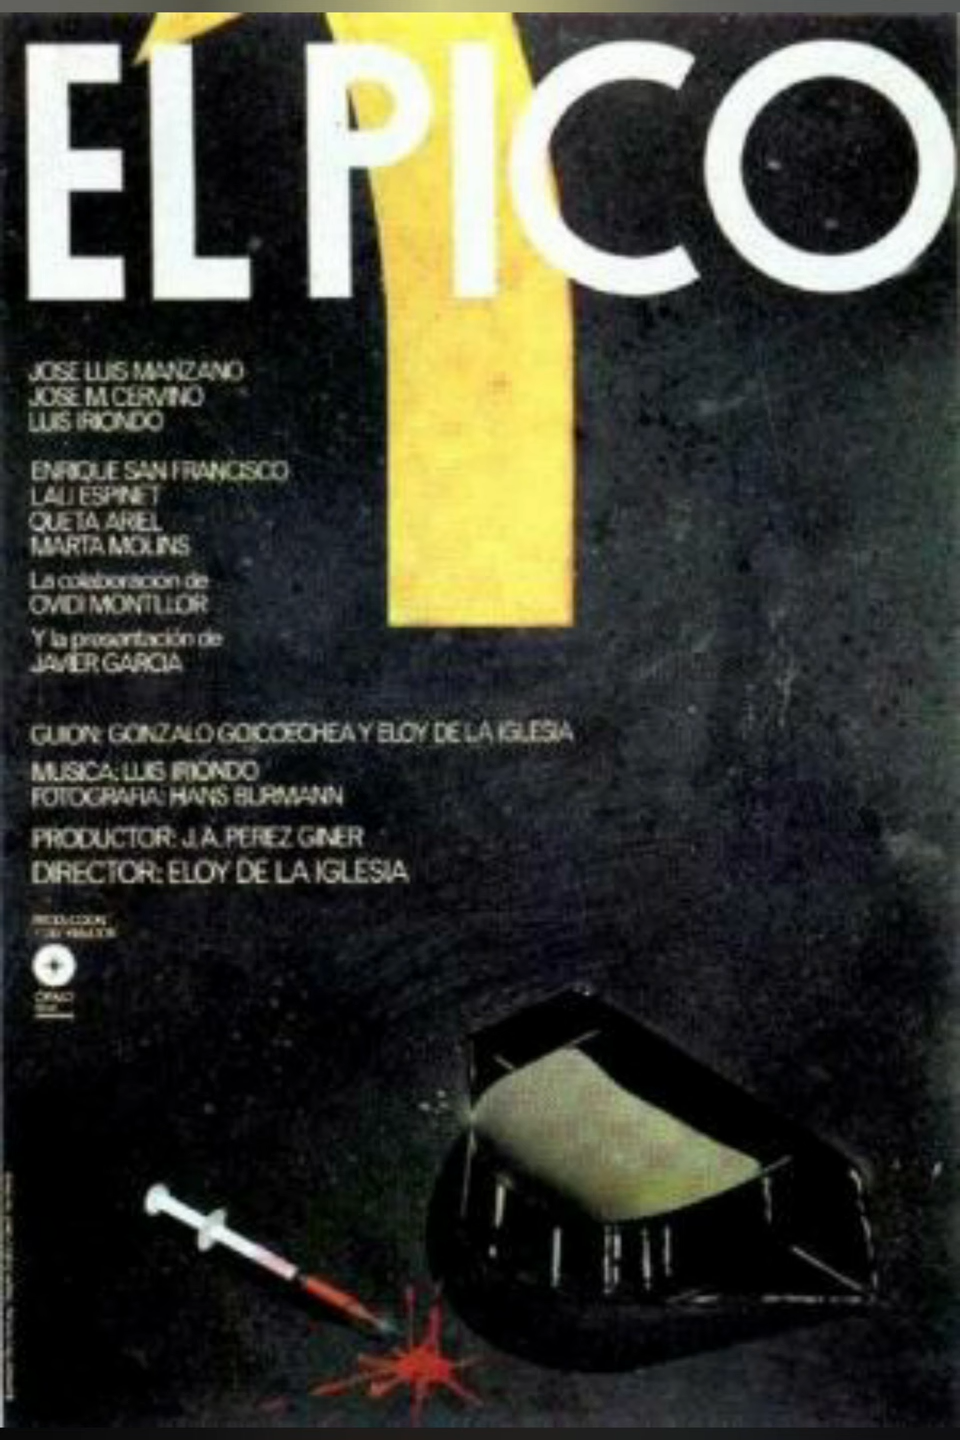 EL PICO
JOSE LUIS MANZANO
JOSE M. CERVINO
LUIS IRIONDO
ENRIQUE SAN FRANCISCO
LALI ESPINET
QUETA ARIEL
MARTA MOLINS
La colaboracion de
OVIDI MONTLLOR
Y la presentación de
JAVIER GARCIA
GUION: GONZALO GOICOECHEA Y ELOY DE LA IGLESIA
MUSICA: LUIS IRIONDO
FOTOGRAFIA: HANS BURMANN
PRODUCTOR: J. A. PEREZ GINER
DIRECTOR: ELOY DE LA IGLESIA
PRODUCCION